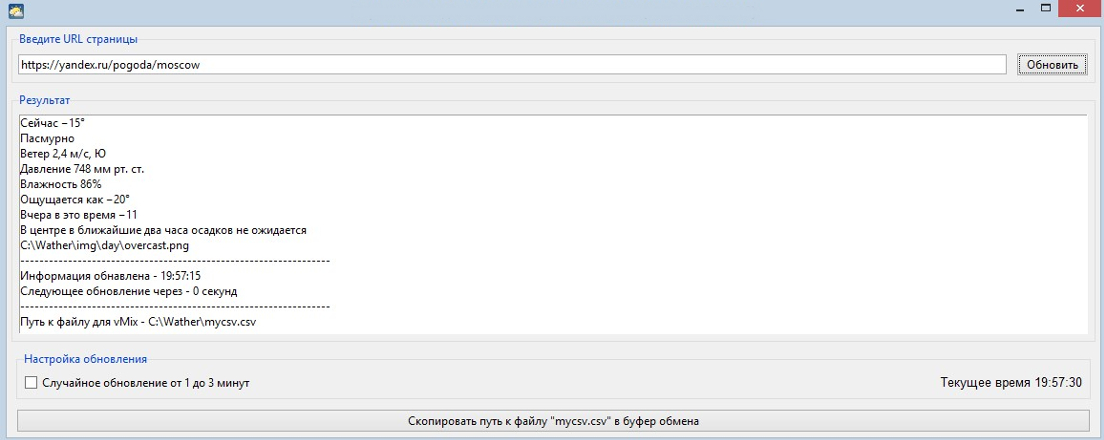 Введите URL страницы
https://yandex.ru/pogoda/moscow
Обновить
Результат
Сейчас −15°
Пасмурно
Ветер 2,4 м/с, Ю
Давление 748 мм рт. ст.
Влажность 86%
Ощущается как −20°
Вчера в это время −11
В центре в ближайшие два часа осадков не ожидается
C:\Wather\img\day\overcast.png
--------------------------------------------------------------
Информация обнавлена - 19:57:15
Следующее обновление через - 0 секунд
--------------------------------------------------------------
Путь к файлу для vMix - C:\Wather\mycsv.csv
Настройка обновления
Случайное обновление от 1 до 3 минут
Текущее время 19:57:30
Скопировать путь к файлу "mycsv.csv" в буфер обмена